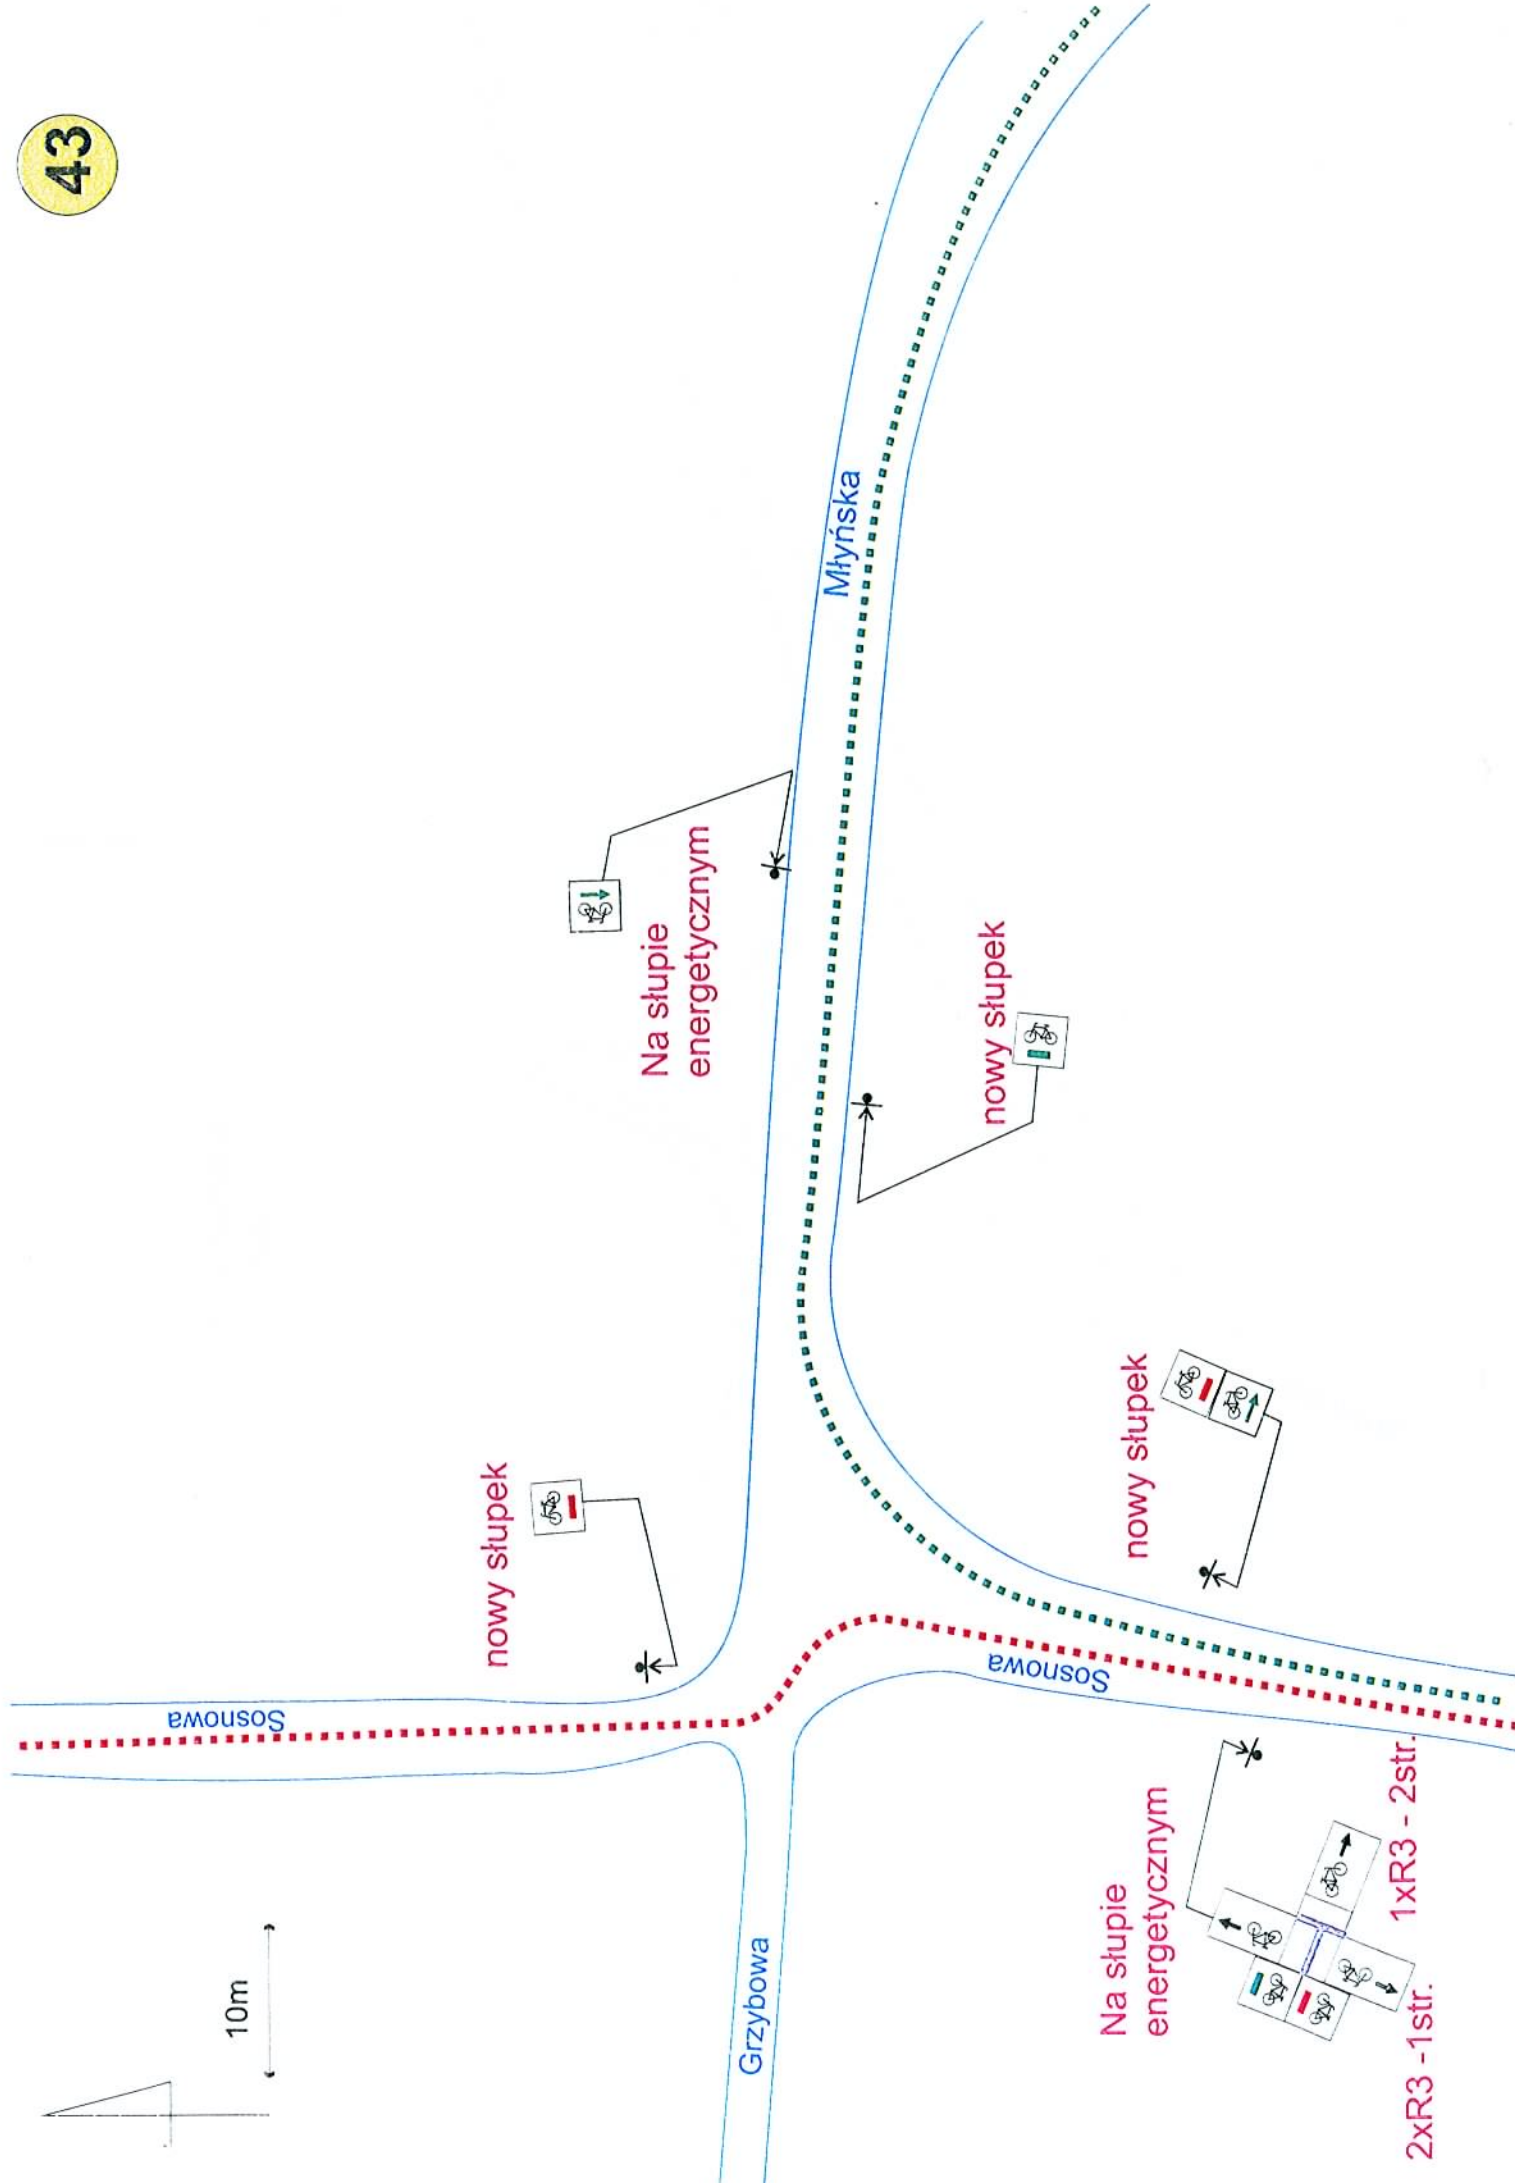 43
10m
Sosnowa
nowy słupek
Na słupie
energetycznym
Młyńska
Grzybowa
nowy słupek
Sosnowa
nowy słupek
Na słupie
energetycznym
2xR3 -1str.
1xR3 - 2str.